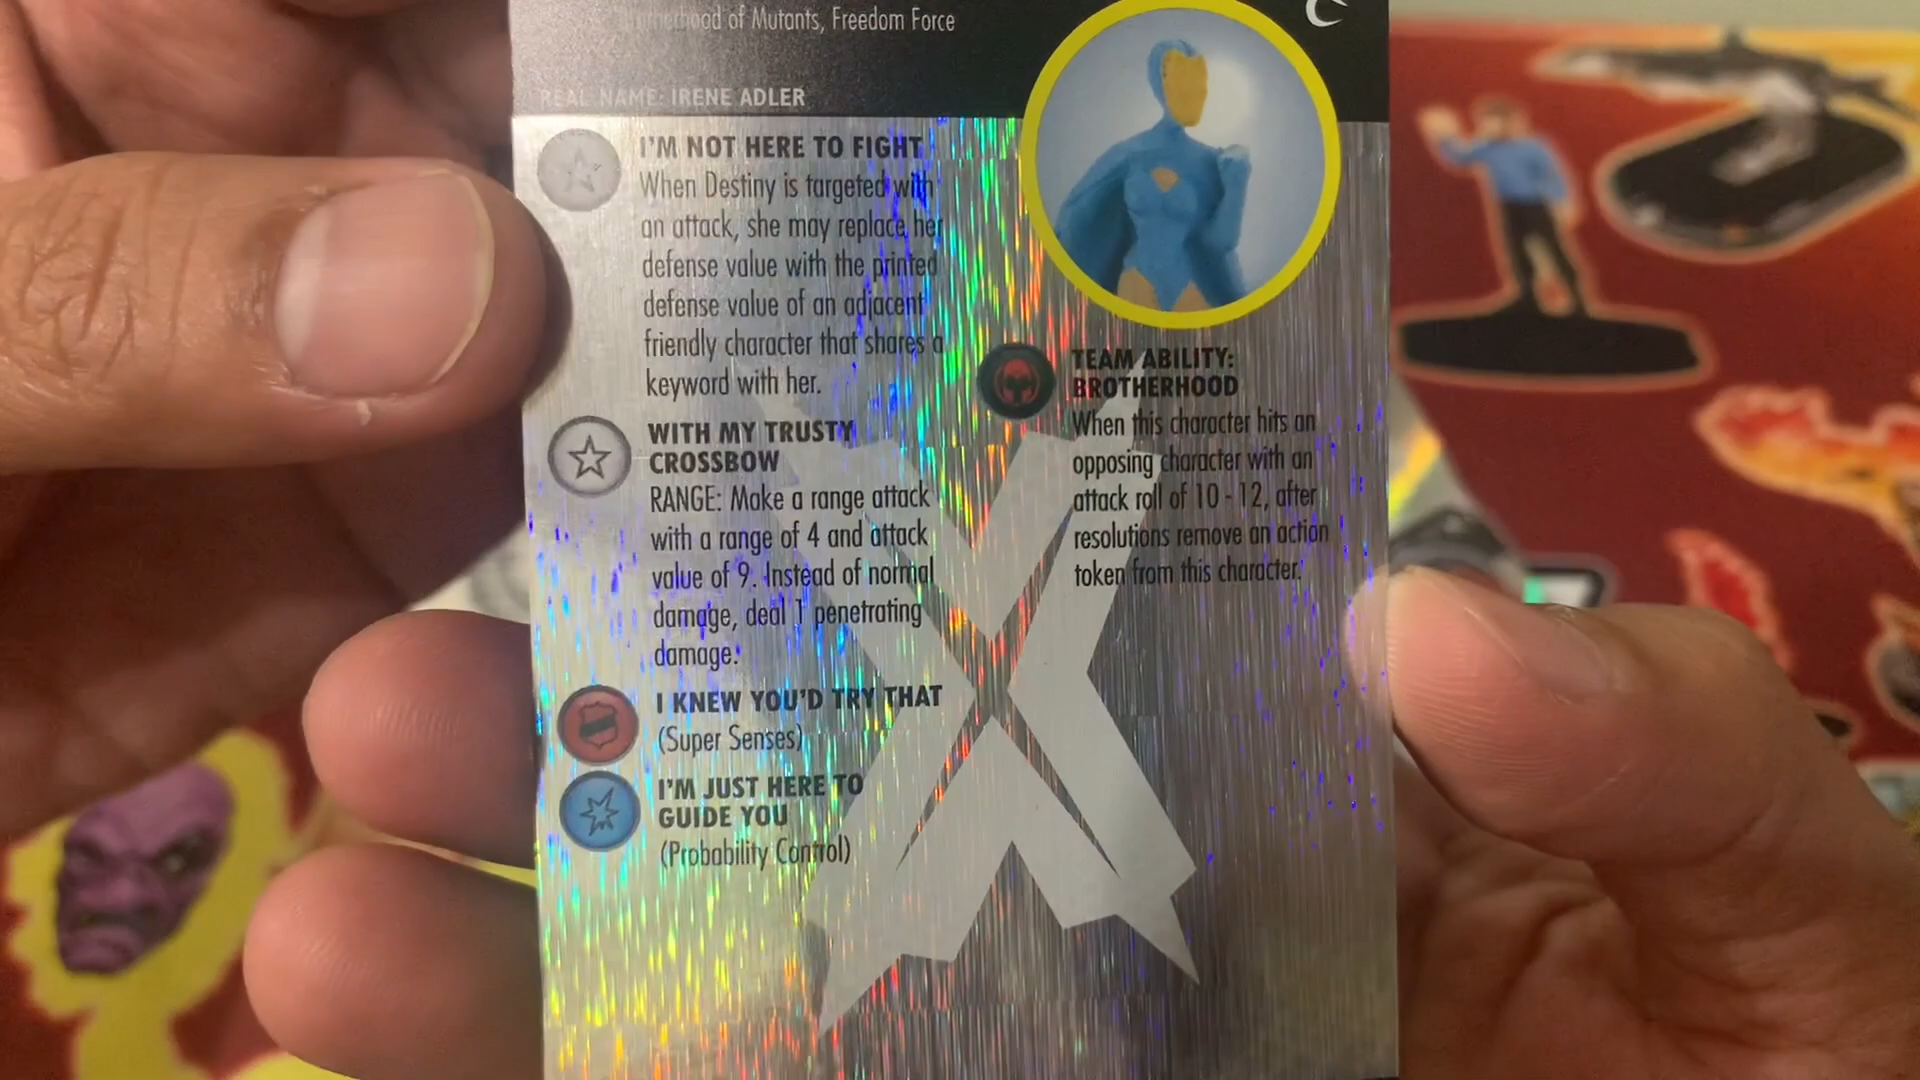 of Mutants, Freedom Force
REAL NAME: IRENE ADLER
I'M NOT HERE TO FIGHT
When Destiny is targeted with
an attack, she may replace her
defense value with the printed
defense value of an adjacent
friendly character that shares a
keyword with her.
WITH MY TRUSTY
CROSSBOW
RANGE: Make a range attack
with a range of 4 and attack
value of 9. Instead of normal
damage, deal 1 penetrating
damage.
I KNEW YOU'D TRY THAT
(Super Senses)
I'M JUST HERE TO
GUIDE YOU
(Probability Control)
TEAM ABILITY:
BROTHERHOOD
When this character hits an
opposing character with an
attack roll of 10 - 12, after
resolutions remove an action
token from this character.